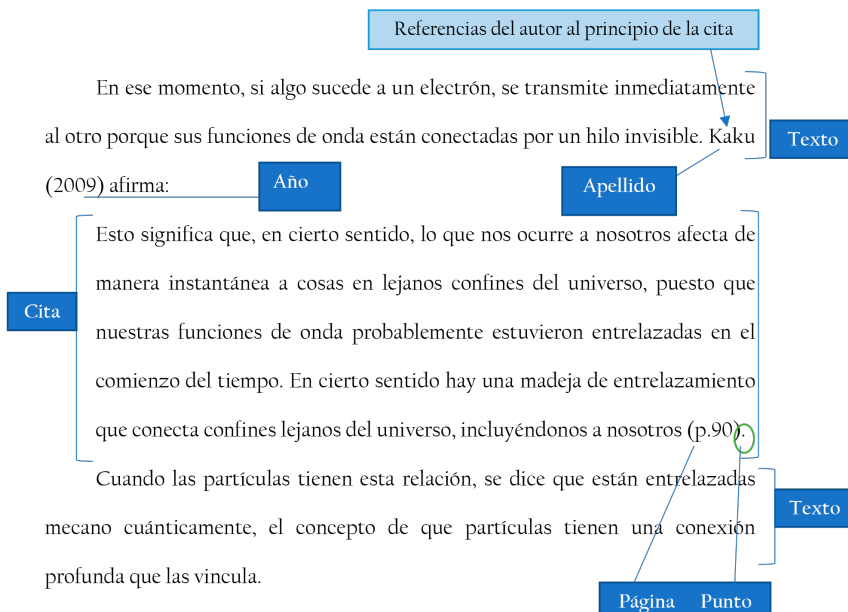 Referencias del autor al principio de la cita
En ese momento, si algo sucede a un electrón, se transmite inmediatamente
al otro porque sus funciones de onda están conectadas por un hilo invisible. Kaku
Texto
(2009) afirma:
Año
Apellido
Esto significa que, en cierto sentido, lo que nos ocurre a nosotros afecta de
manera instantánea a cosas en lejanos confines del universo, puesto que
Cita
nuestras funciones de onda probablemente estuvieron entrelazadas en el
comienzo del tiempo. En cierto sentido hay una madeja de entrelazamiento
que conecta confines lejanos del universo, incluyéndonos a nosotros (p.90).
Cuando las partículas tienen esta relación, se dice que están entrelazadas
Texto
mecano cuánticamente, el concepto de que partículas tienen una conexión
profunda que las vincula.
Página Punto